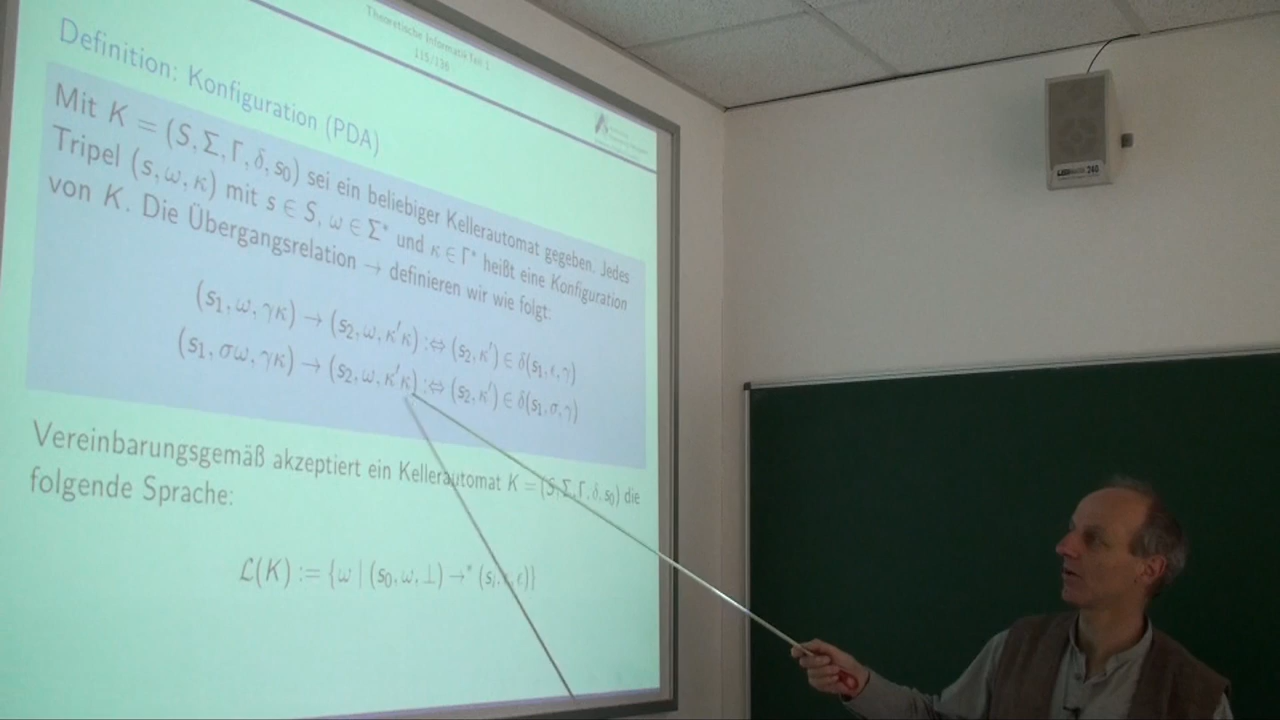 Theoretische Informatik Teil 1
115/136
Definition: Konfiguration (PDA)
Mit K = (S, Σ, Γ, δ, s₀) sei ein beliebiger Kellerautomat gegeben. Jedes
Tripel (s, ω, κ) mit s ∈ S, ω ∈ Σ* und κ ∈ Γ* heißt eine Konfiguration
von K. Die Übergangsrelation → definieren wir wie folgt:
(s₁, ω, γκ) → (s₂, ω, κ′κ) :⇔ (s₂, κ′) ∈ δ(s₁, ϵ, γ)
(s₁, σω, γκ) → (s₂, ω, κ′κ) :⇔ (s₂, κ′) ∈ δ(s₁, σ, γ)
Vereinbarungsgemäß akzeptiert ein Kellerautomat K = (S, Σ, Γ, δ, s₀) die
folgende Sprache:
ℒ(K) := {ω | (s₀, ω, ⊥) →* (sᵢ, ϵ)}
240